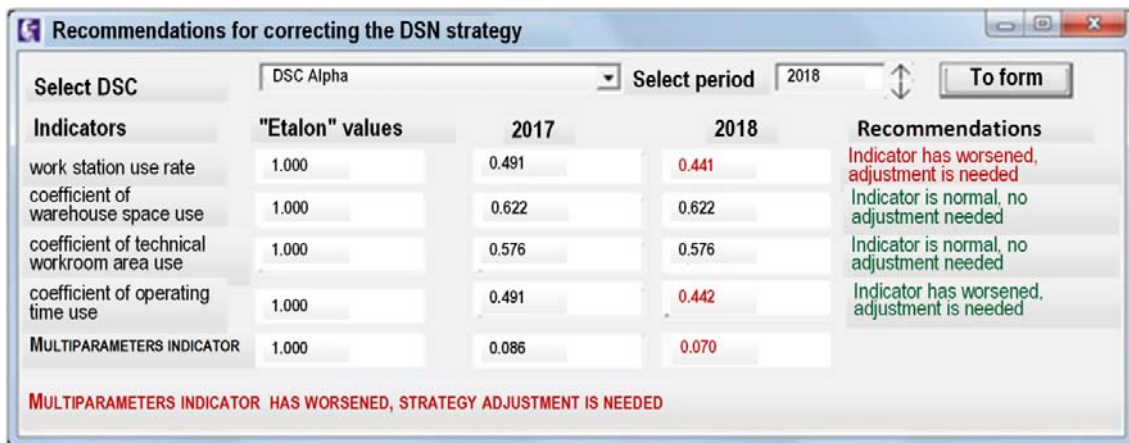 Recommendations for correcting the DSN strategy
Select DSC DSC Alpha Select period 2018 To form
Indicators "Etalon" values 2017 2018 Recommendations
work station use rate 1.000 0.491 0.441 Indicator has worsened,
adjustment is needed
coefficient of
warehouse space use 1.000 0.622 0.622 Indicator is normal, no
adjustment needed
coefficient of technical
workroom area use 1.000 0.576 0.576 Indicator is normal, no
adjustment needed
coefficient of operating
time use 1.000 0.491 0.442 Indicator has worsened,
adjustment is needed
MULTIPARAMETERS INDICATOR 1.000 0.086 0.070
MULTIPARAMETERS INDICATOR HAS WORSENED, STRATEGY ADJUSTMENT IS NEEDED